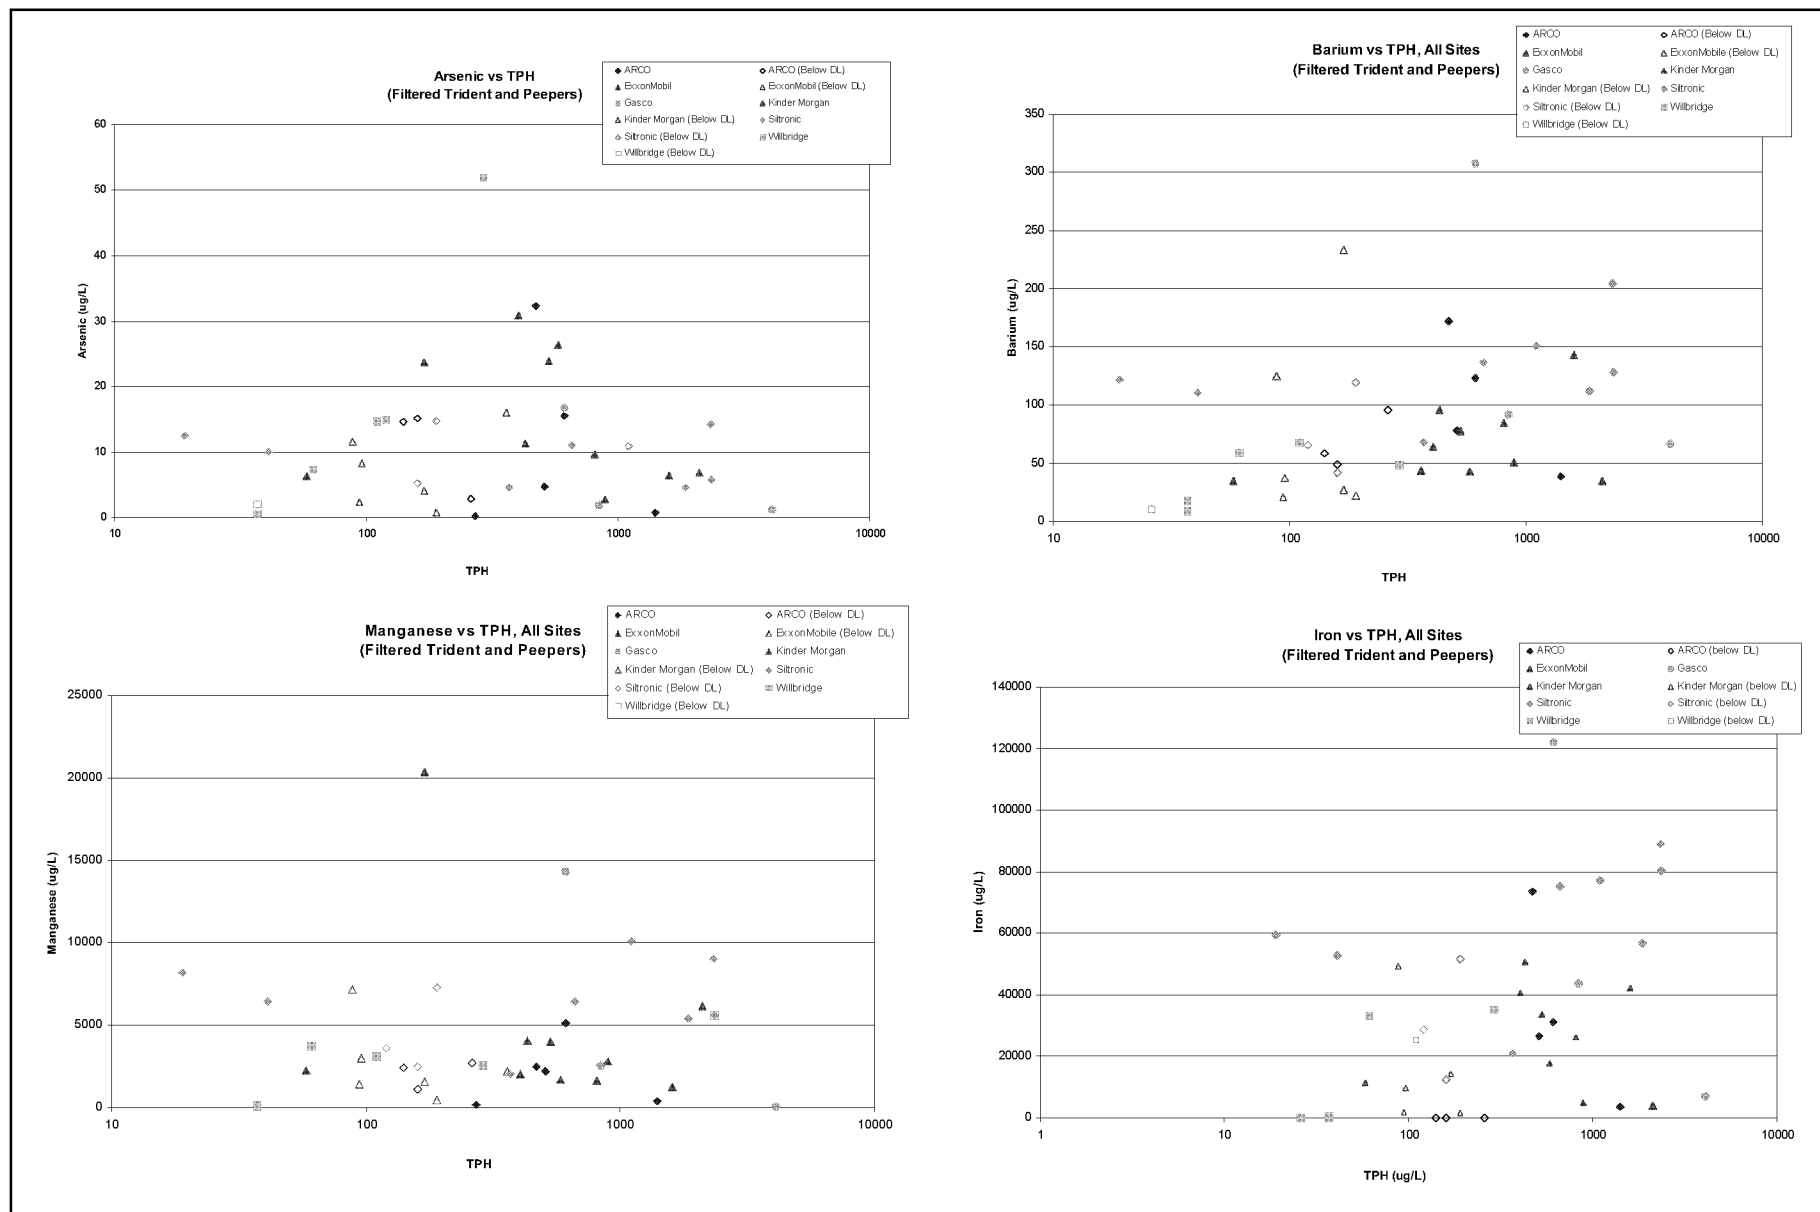 Arsenic vs TPH
(Filtered Trident and Peepers)
ARCO ARCO (Below DL)
ExxonMobil ExxonMobil (Below DL)
Gasco Kinder Morgan
Kinder Morgan (Below DL) Siltronic
Siltronic (Below DL) Willbridge
Willbridge (Below DL)
60
50
40
30
20
10
0
Arsenic (ug/L)
10 100 1000 10000
TPH
Barium vs TPH, All Sites
(Filtered Trident and Peepers)
ARCO ARCO (Below DL)
ExxonMobil ExxonMobile (Below DL)
Gasco Kinder Morgan
Kinder Morgan (Below DL) Siltronic
Siltronic (Below DL) Willbridge
Willbridge (Below DL)
350
300
250
200
150
100
50
0
Barium (ug/L)
10 100 1000 10000
TPH
Manganese vs TPH, All Sites
(Filtered Trident and Peepers)
ARCO ARCO (Below DL)
ExxonMobil ExxonMobile (Below DL)
Gasco Kinder Morgan
Kinder Morgan (Below DL) Siltronic
Siltronic (Below DL) Willbridge
Willbridge (Below DL)
25000
20000
15000
10000
5000
0
Manganese (ug/L)
10 100 1000 10000
TPH
Iron vs TPH, All Sites
(Filtered Trident and Peepers)
ARCO ARCO (below DL)
ExxonMobil Gasco
Kinder Morgan Kinder Morgan (below DL)
Siltronic Siltronic (below DL)
Willbridge Willbridge (below DL)
140000
120000
100000
80000
60000
40000
20000
0
Iron (ug/L)
1 10 100 1000 10000
TPH (ug/L)